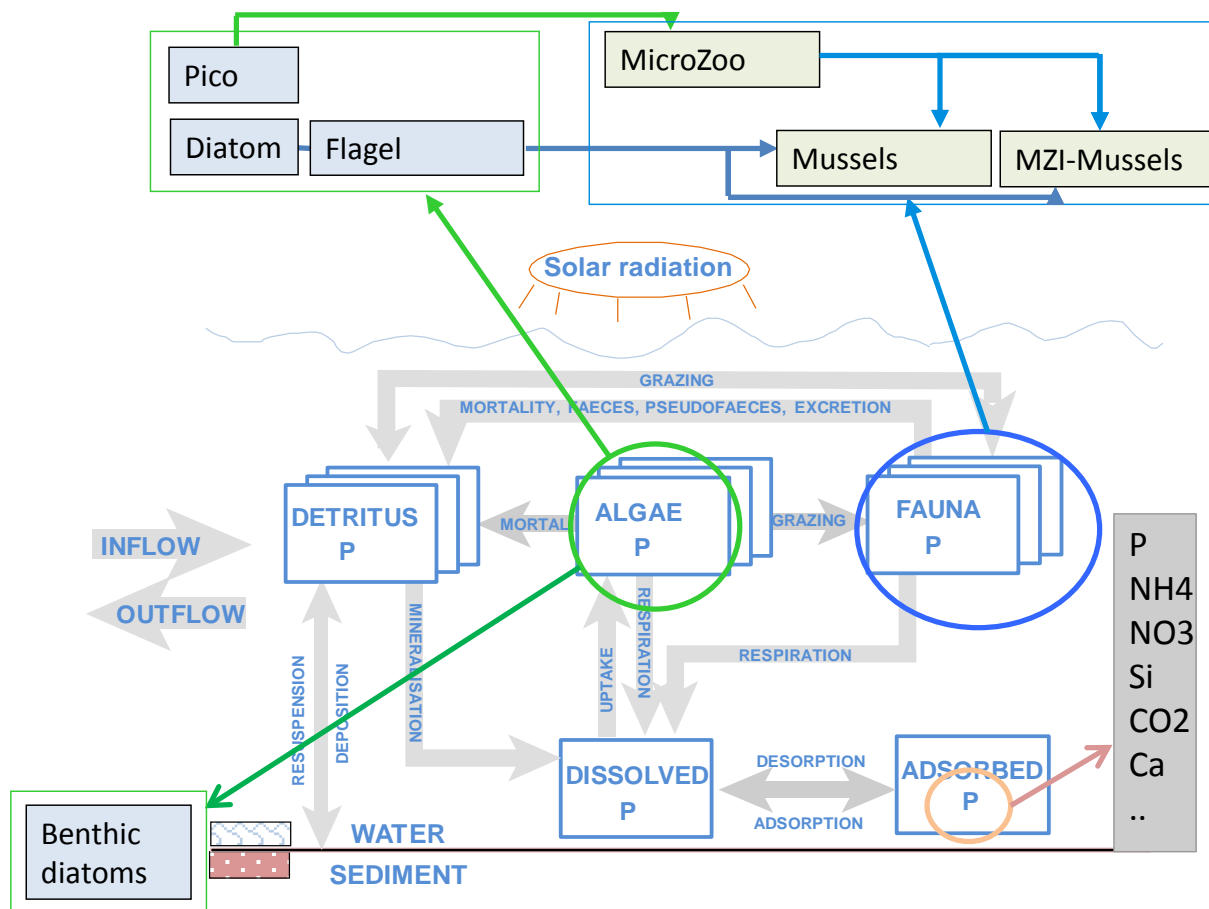 Pico
MicroZoo
Diatom
Flagel
Mussels
MZI-Mussels
Solar radiation
GRAZING
MORTALITY, FAECES, PSEUDOFAECES, EXCRETION
DETRITUS
P
MORTAL
ALGAE
P
GRAZING
FAUNA
P
INFLOW
OUTFLOW
RESUSPENSION
DEPOSITION
MINERALISATION
UPTAKE
RESPIRATION
RESPIRATION
P
NH4
NO3
Si
CO2
Ca
..
DISSOLVED
P
DESORPTION
ADSORPTION
ADSORBED
P
Benthic
diatoms
WATER
SEDIMENT